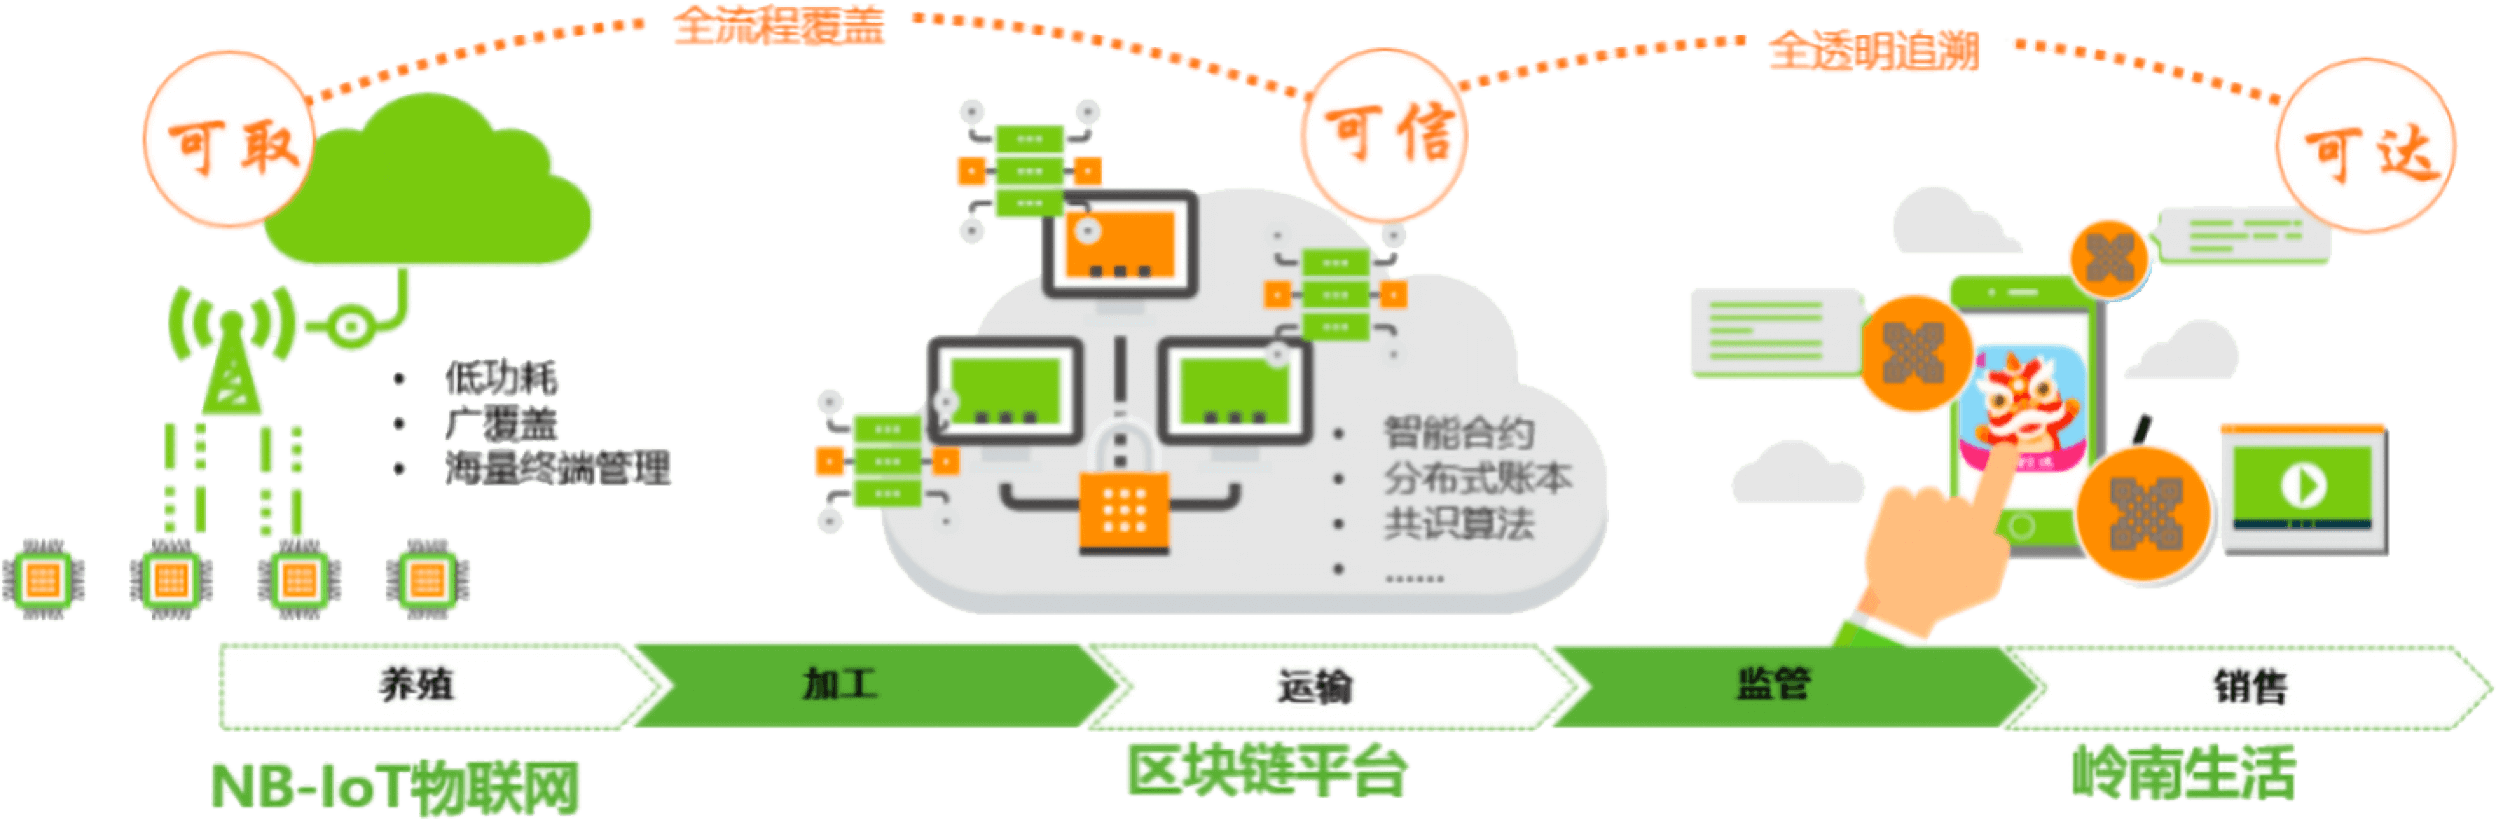 全流程覆盖
全透明追溯
可取
可信
可达
低功耗
广覆盖
海量终端管理
智能合约
分布式账本
共识算法
······
养殖
加工
运输
监管
销售
NB-IoT物联网
区块链平台
岭南生活